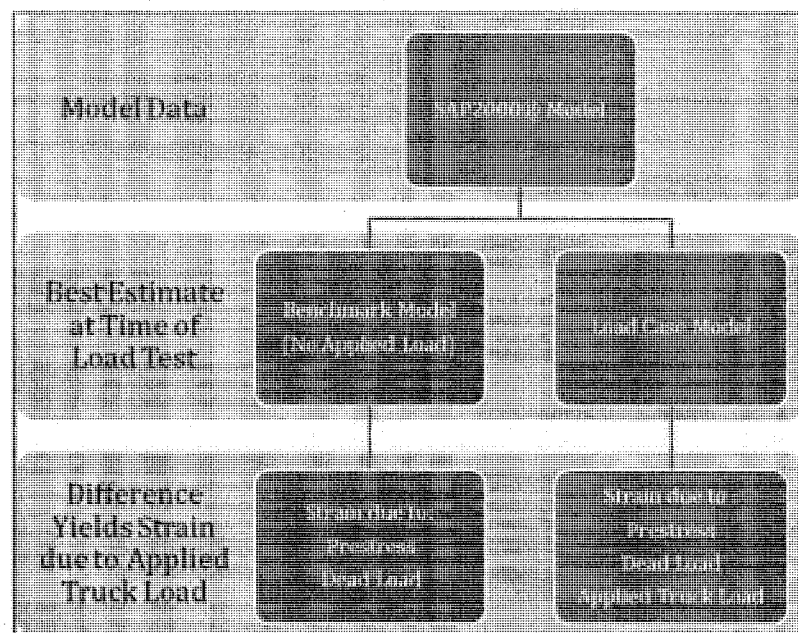 Model Data
SAP2000® Model
Best Estimate
at Time of
Load Test
Benchmark Model
(No Applied Load)
Load Case Model
Difference
Yields Strain
due to Applied
Truck Load
Strain due to
Prestress
Dead Load
Strain due to
Prestress
Dead Load
Applied Truck Load